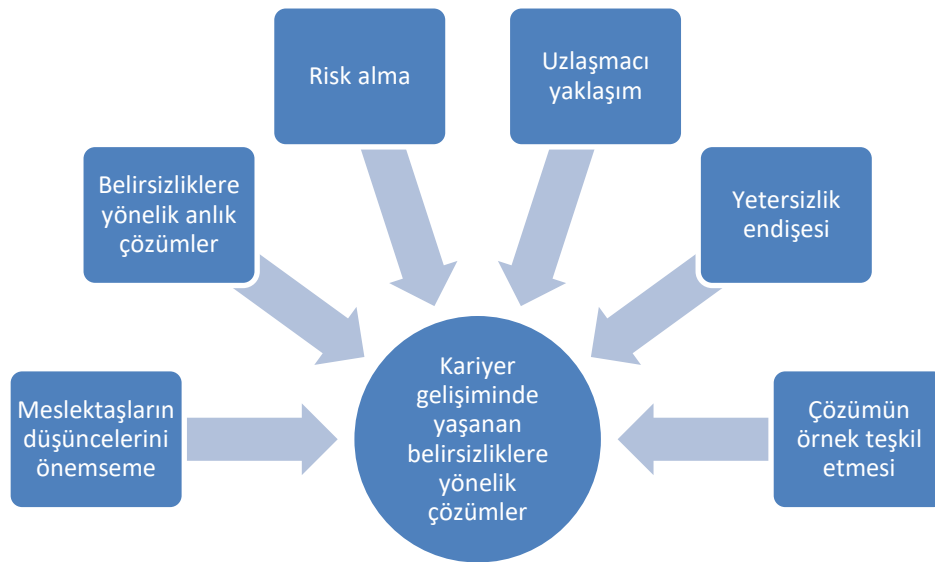 Risk alma
Uzlaşmacı
yaklaşım
Belirsizliklere
yönelik anlık
çözümler
Yetersizlik
endişesi
Meslektaşların
düşüncelerini
önemseme
Kariyer
gelişiminde
yaşanan
belirsizliklere
yönelik
çözümler
Çözümün
örnek teşkil
etmesi